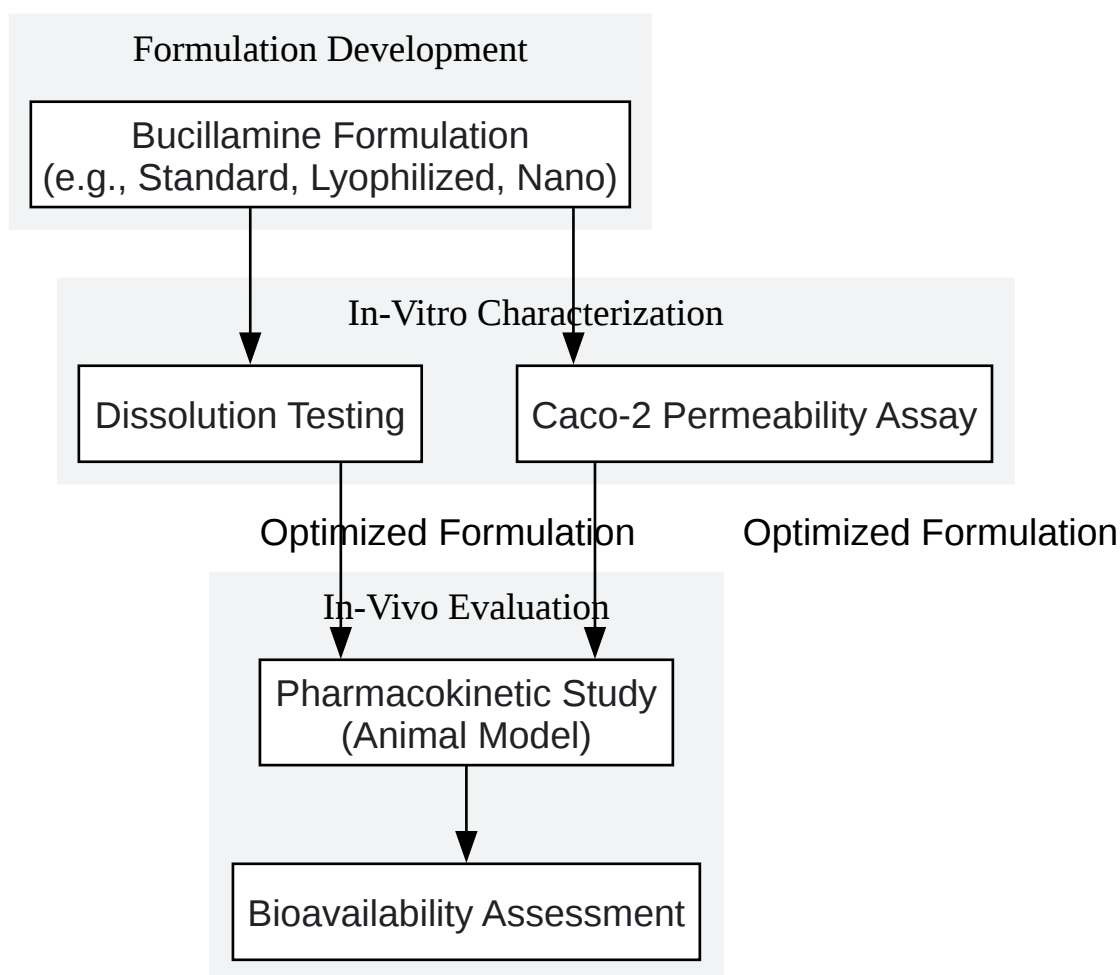 Formulation Development
Bucillamine Formulation
(e.g., Standard, Lyophilized, Nano)
In-Vitro Characterization
Dissolution Testing
Caco-2 Permeability Assay
Optimized Formulation
Optimized Formulation
In-Vivo Evaluation
Pharmacokinetic Study
(Animal Model)
Bioavailability Assessment